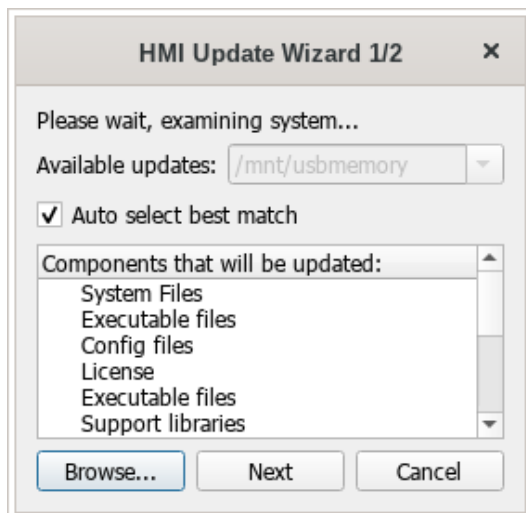 HMI Update Wizard 1/2
Please wait, examining system...
Available updates: /mnt/usbmemory
Auto select best match
Components that will be updated:
System Files
Executable files
Config files
License
Executable files
Support libraries
Browse... Next Cancel